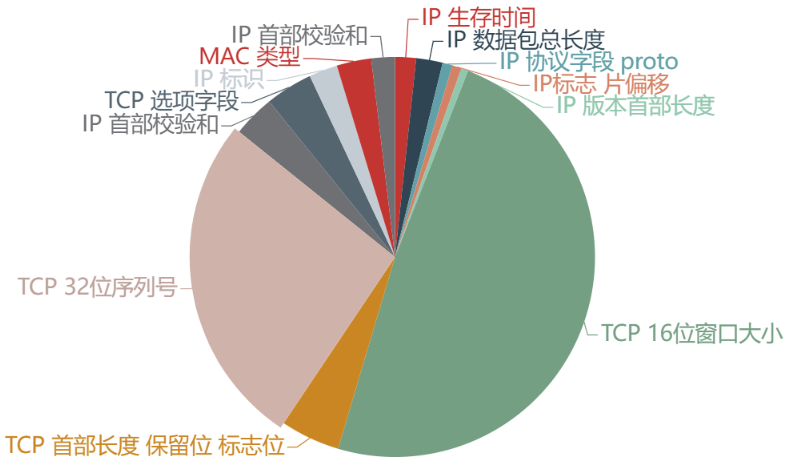 IP 生存时间
IP 首部校验和
IP 数据包总长度
MAC 类型
IP 协议字段 proto
IP 标识
IP标志 片偏移
TCP 选项字段
IP 版本首部长度
IP 首部校验和
TCP 32位序列号
TCP 16位窗口大小
TCP 首部长度 保留位 标志位